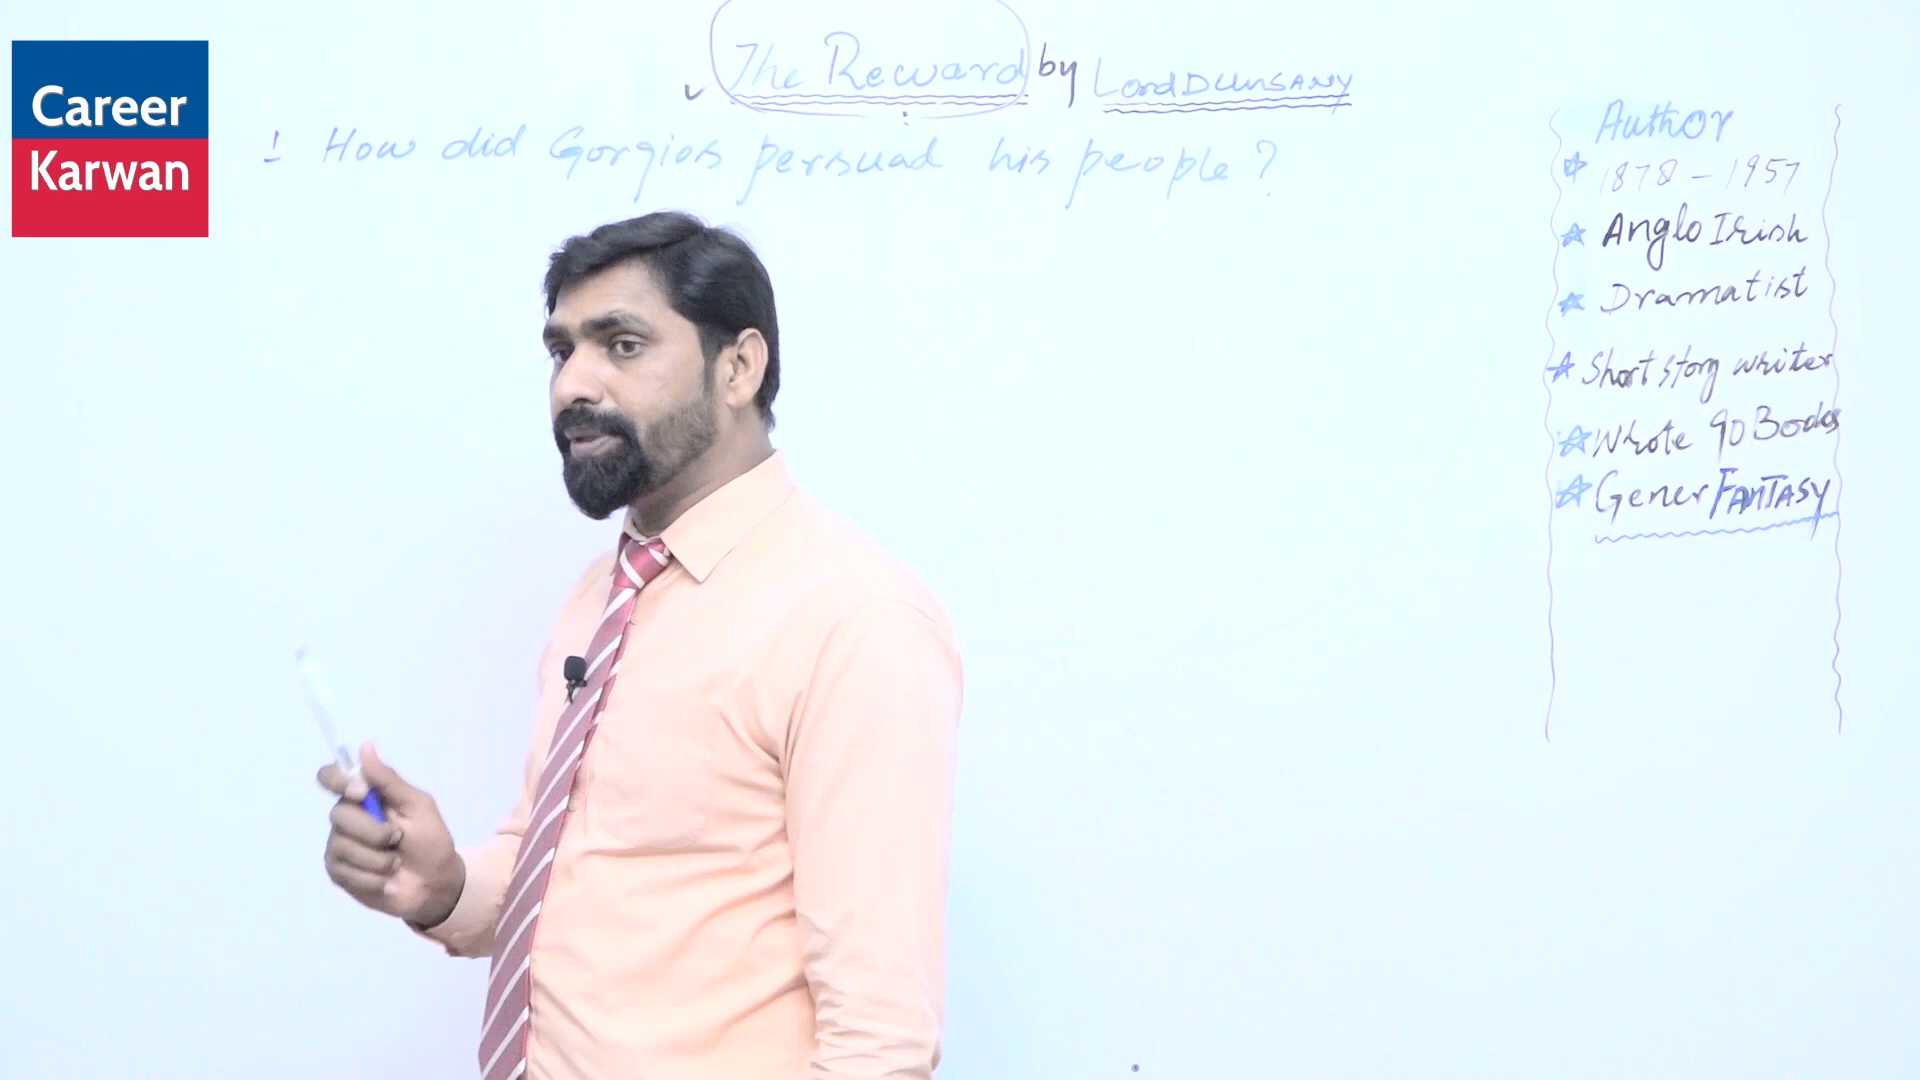 Career
Karwan
The Reward by Lord DUNSANY
1 How did Gorgios persuad his people?
Author
1878 - 1957
Anglo Irish
Dramatist
Short story writer
Wrote 90 Books
Gener FANTASY